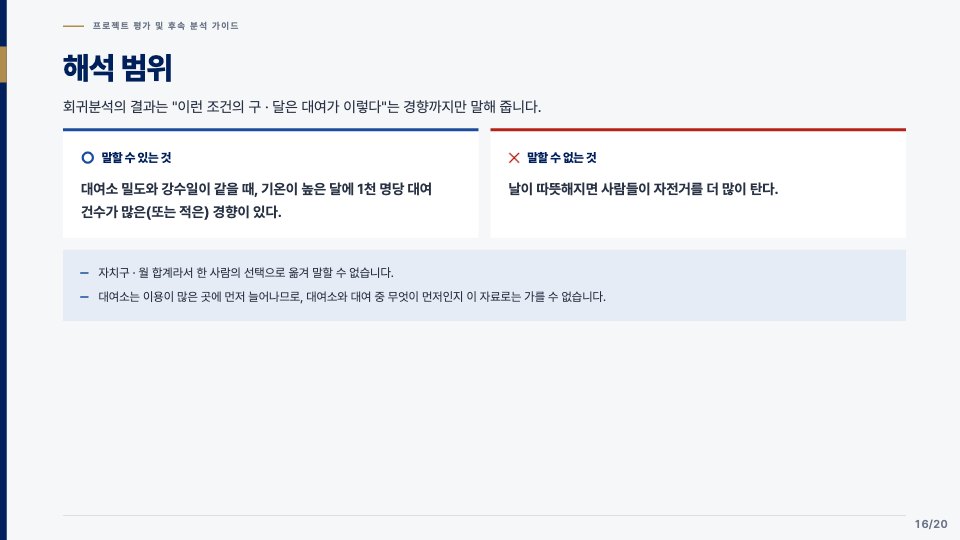 프로젝트 평가 및 후속 분석 가이드
해석 범위
회귀분석의 결과는 "이런 조건의 구 · 달은 대여가 이렇다"는 경향까지만 말해 줍니다.
말할 수 있는 것
대여소 밀도와 강수일이 같을 때, 기온이 높은 달에 1천 명당 대여
건수가 많은(또는 적은) 경향이 있다.
말할 수 없는 것
날이 따뜻해지면 사람들이 자전거를 더 많이 탄다.
– 자치구 · 월 합계라서 한 사람의 선택으로 옮겨 말할 수 없습니다.
– 대여소는 이용이 많은 곳에 먼저 늘어나므로, 대여소와 대여 중 무엇이 먼저인지 이 자료로는 가를 수 없습니다.
16/20